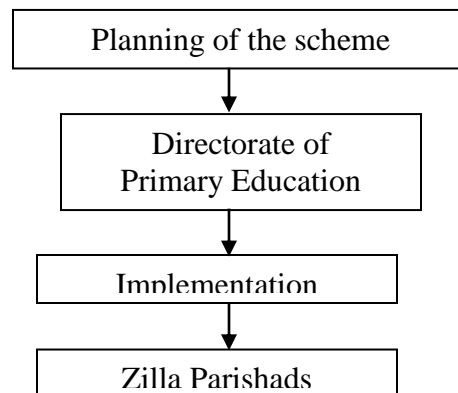 Planning of the scheme
Directorate of
Primary Education
Implementation
Zilla Parishads